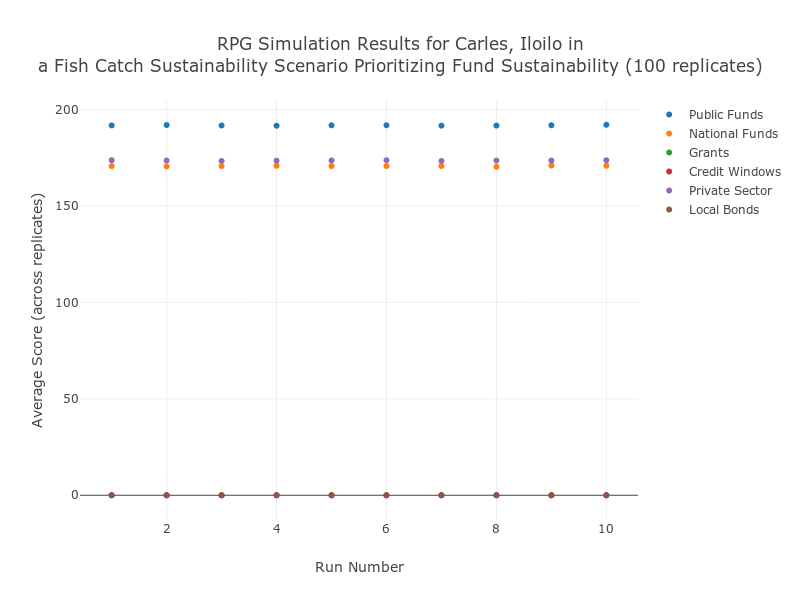 RPG Simulation Results for Carles, Iloilo in
a Fish Catch Sustainability Scenario Prioritizing Fund Sustainability (100 replicates)
Average Score (across replicates)
200
150
100
50
0
2
4
6
8
10
Run Number
Public Funds
National Funds
Grants
Credit Windows
Private Sector
Local Bonds